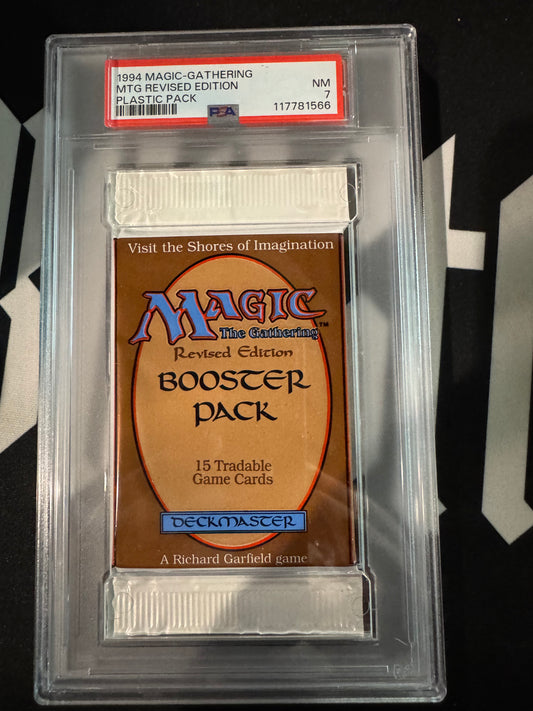 1994 MAGIC-GATHERING
MTG REVISED EDITION
PLASTIC PACK
NM
7
117781566
PSA
Visit the Shores of Imagination
MAGIC
The Gathering™
Revised Edition
BOOSTER
PACK
15 Tradable
Game Cards
DECKMASTER
A Richard Garfield game